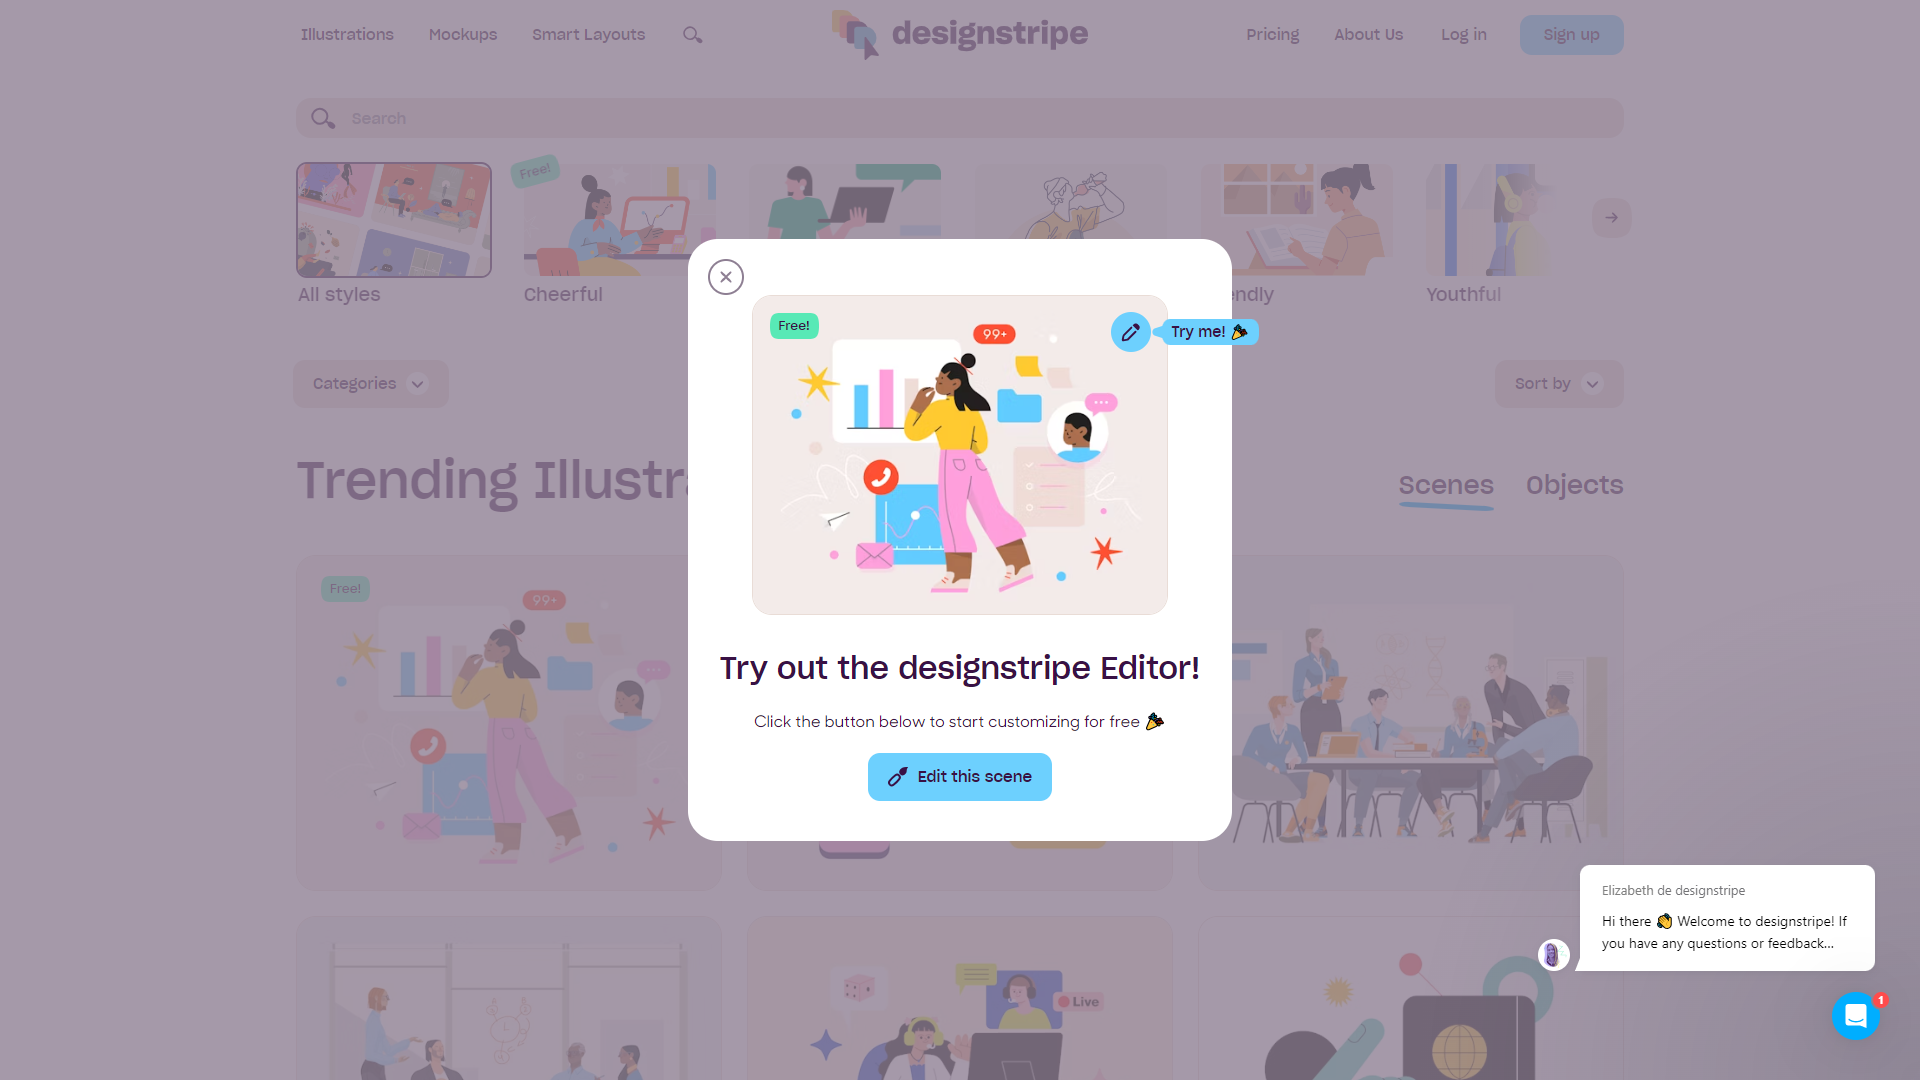 Illustrations
Mockups
Smart Layouts
designstripe
Pricing
About Us
Log in
Sign up
Search
Free!
All styles
Cheerful
endly
Youthful
Categories
Sort by
Trending Illustra
Scenes
Objects
Free!
99+
Free!
99+
Try me!
Try out the designstripe Editor!
Click the button below to start customizing for free
Edit this scene
Live
Elizabeth de designstripe
Hi there 👋 Welcome to designstripe! If
you have any questions or feedback...
1